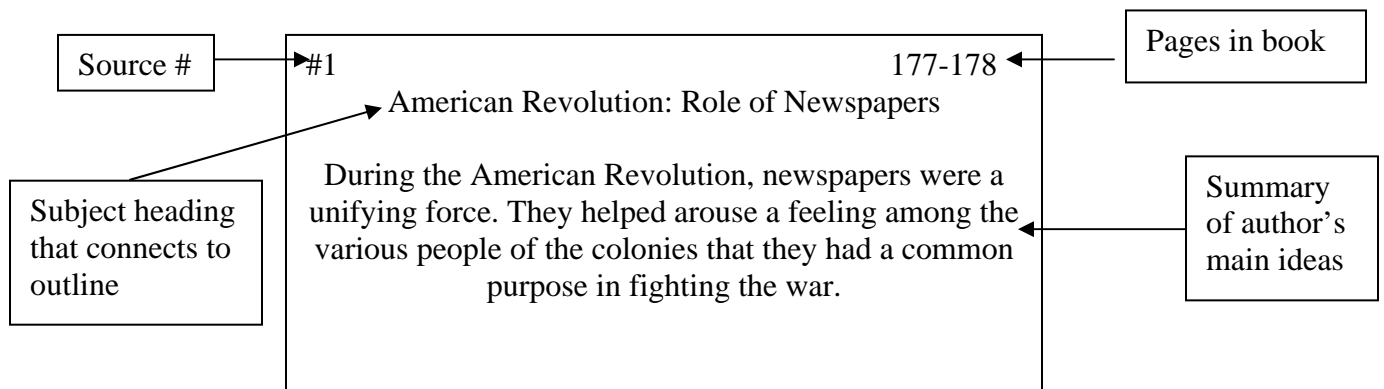 Source #
#1
177-178
Pages in book
American Revolution: Role of Newspapers
During the American Revolution, newspapers were a
unifying force. They helped arouse a feeling among the
various people of the colonies that they had a common
purpose in fighting the war.
Subject heading
that connects to
outline
Summary
of author’s
main ideas